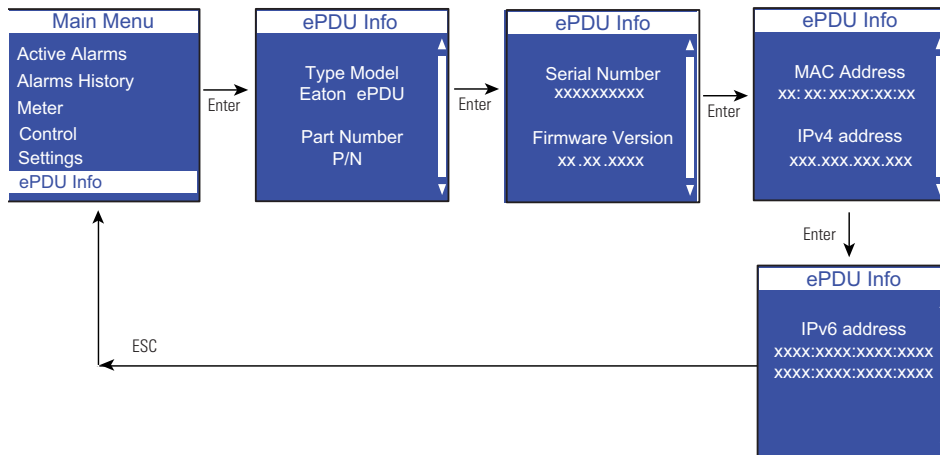 Main Menu
Active Alarms
Alarms History
Meter
Control
Settings
ePDU Info
Enter
ePDU Info
Type Model
Eaton ePDU
Part Number
P/N
Enter
ePDU Info
Serial Number
xxxxxxxxxx
Firmware Version
xx.xx.xxxx
Enter
ePDU Info
MAC Address
xx: xx: xx:xx:xx:xx
IPv4 address
xxx.xxx.xxx.xxx
Enter
ePDU Info
IPv6 address
xxxx:xxxx:xxxx:xxxx
xxxx:xxxx:xxxx:xxxx
ESC